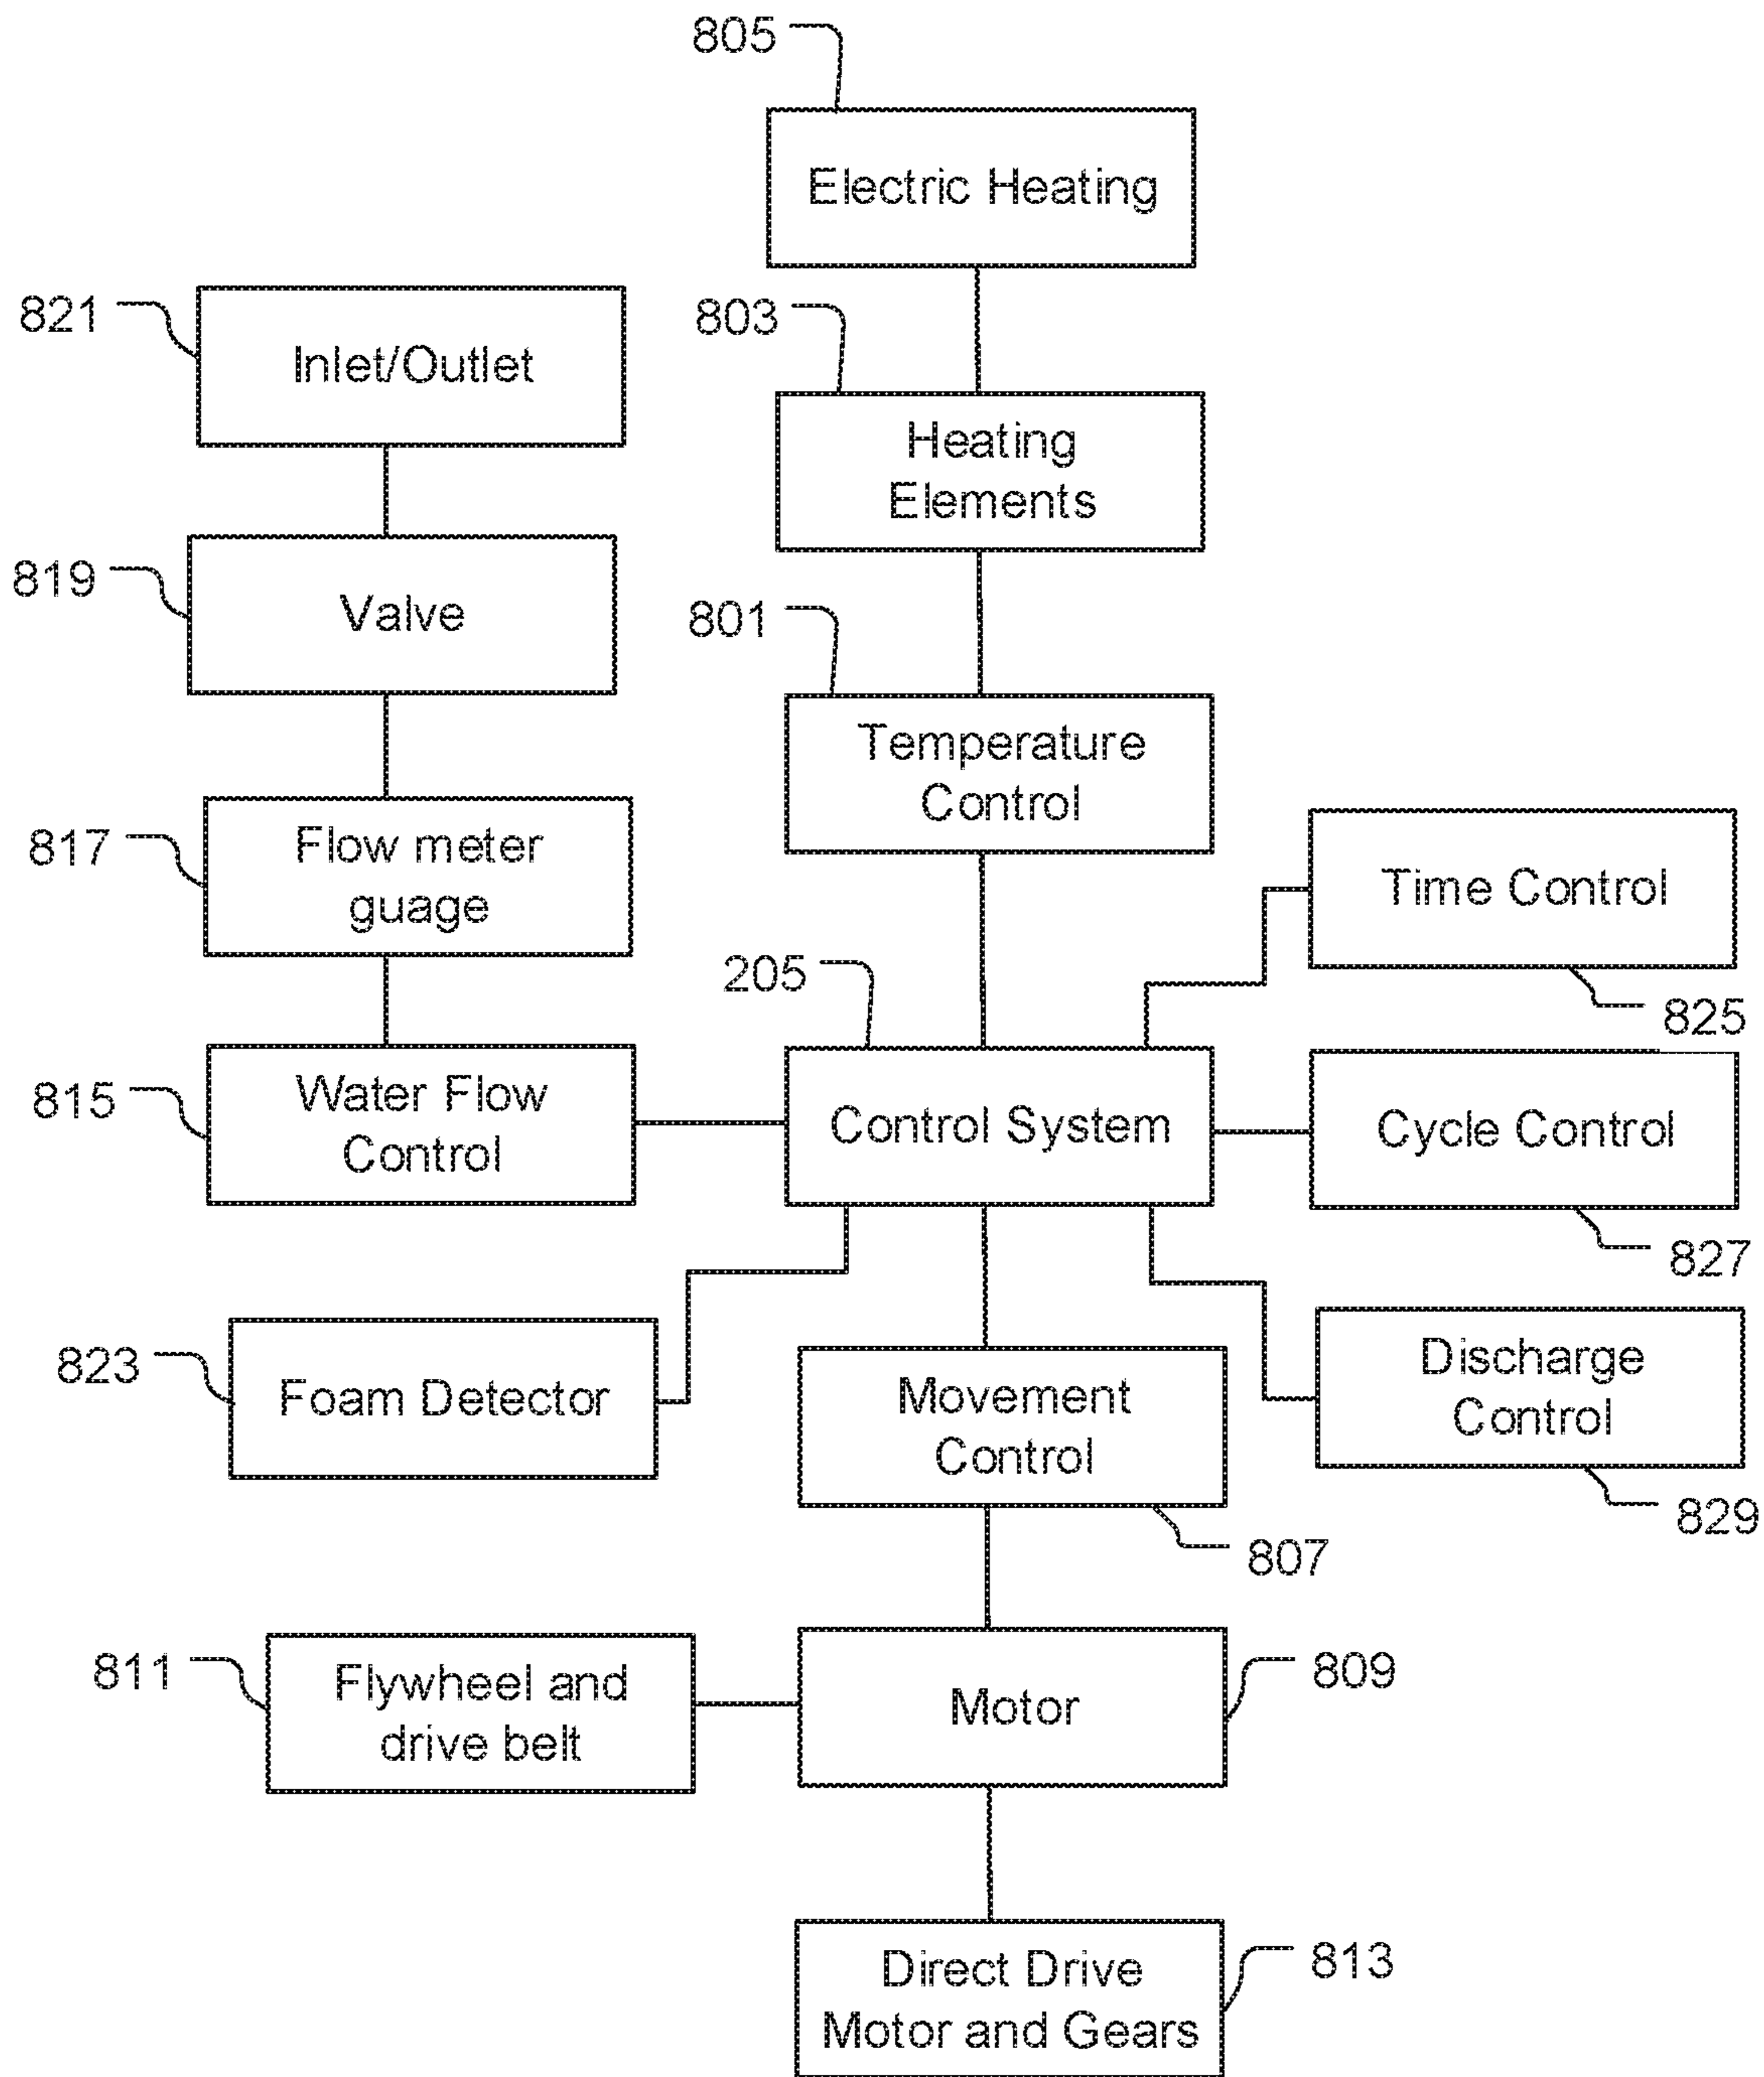 805
Electric Heating
821
Inlet/Outlet
803
Heating
Elements
819
Valve
801
Temperature
Control
817
Flow meter
guage
Time Control
825
205
815
Water Flow
Control
Control System
Cycle Control
827
823
Foam Detector
Movement
Control
807
Discharge
Control
829
811
Flywheel and
drive belt
Motor
809
Direct Drive
Motor and Gears
813